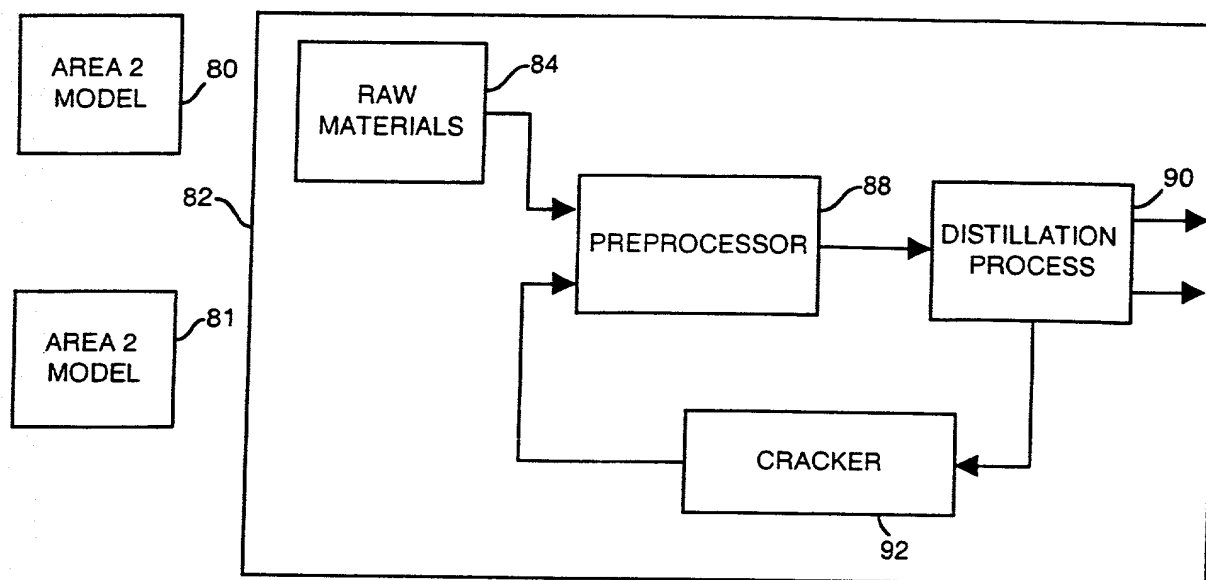 AREA 2
MODEL
80
82
RAW
MATERIALS
84
PREPROCESSOR
88
DISTILLATION
PROCESS
90
AREA 2
MODEL
81
CRACKER
92